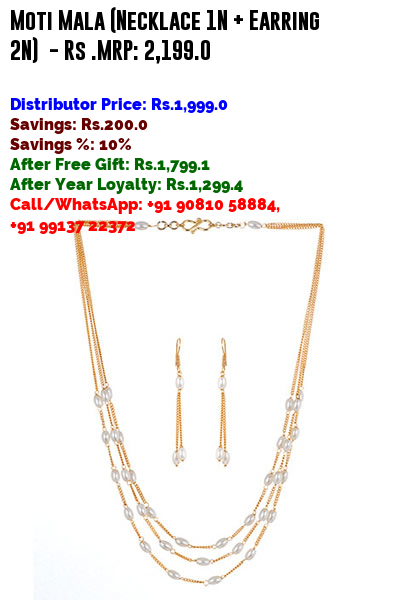 Moti Mala (Necklace 1N + Earring
2N) - Rs .MRP: 2,199.0
Distributor Price: Rs.1,999.0
Savings: Rs.200.0
Savings %: 10%
After Free Gift: Rs.1,799.1
After Year Loyalty: Rs.1,299.4
Call/WhatsApp: +91 90810 58884,
+91 99137 22372